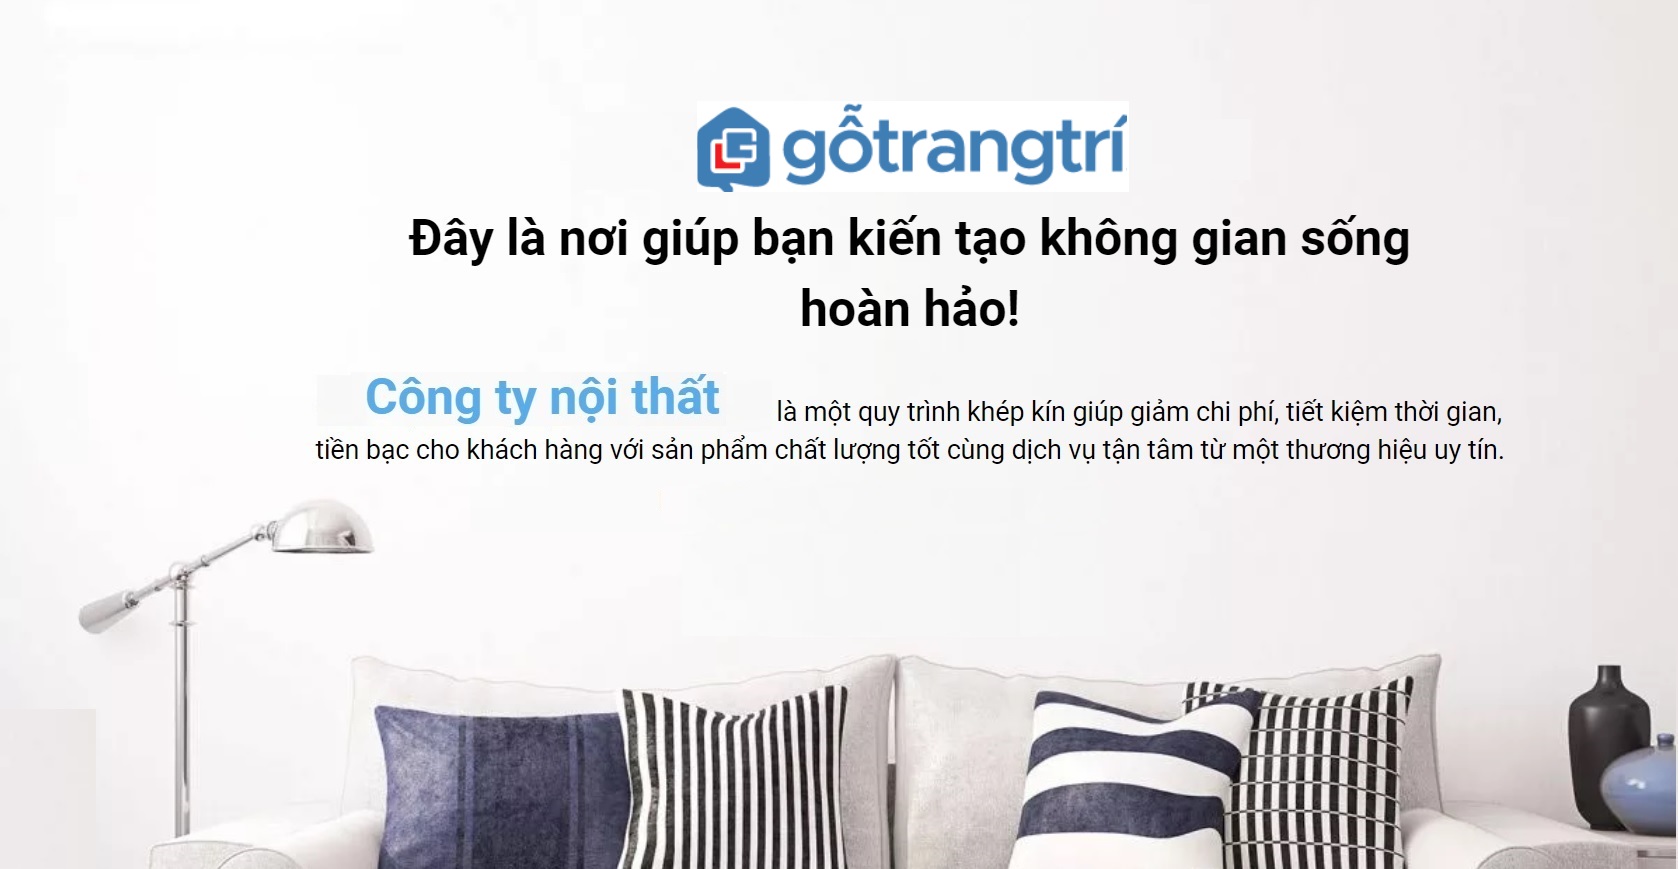 gỗtrangtrí
Đây là nơi giúp bạn kiến tạo không gian sống
hoàn hảo!
Công ty nội thất là một quy trình khép kín giúp giảm chi phí, tiết kiệm thời gian,
tiền bạc cho khách hàng với sản phẩm chất lượng tốt cùng dịch vụ tận tâm từ một thương hiệu uy tín.